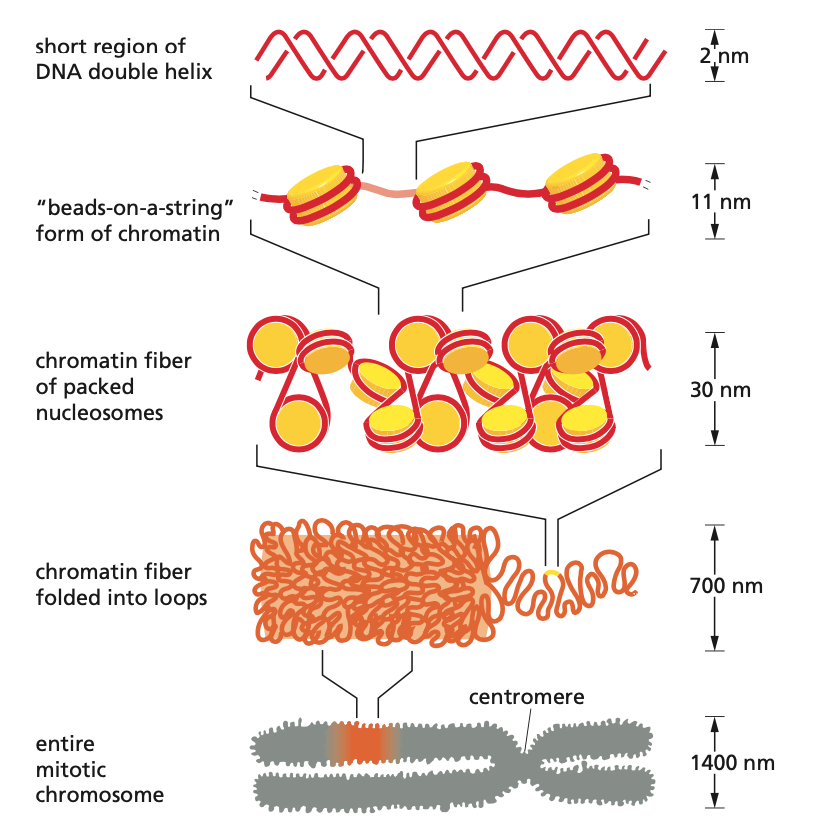 short region of
DNA double helix
2 nm
“beads-on-a-string”
form of chromatin
11 nm
chromatin fiber
of packed
nucleosomes
30 nm
chromatin fiber
folded into loops
700 nm
centromere
entire
mitotic
chromosome
1400 nm